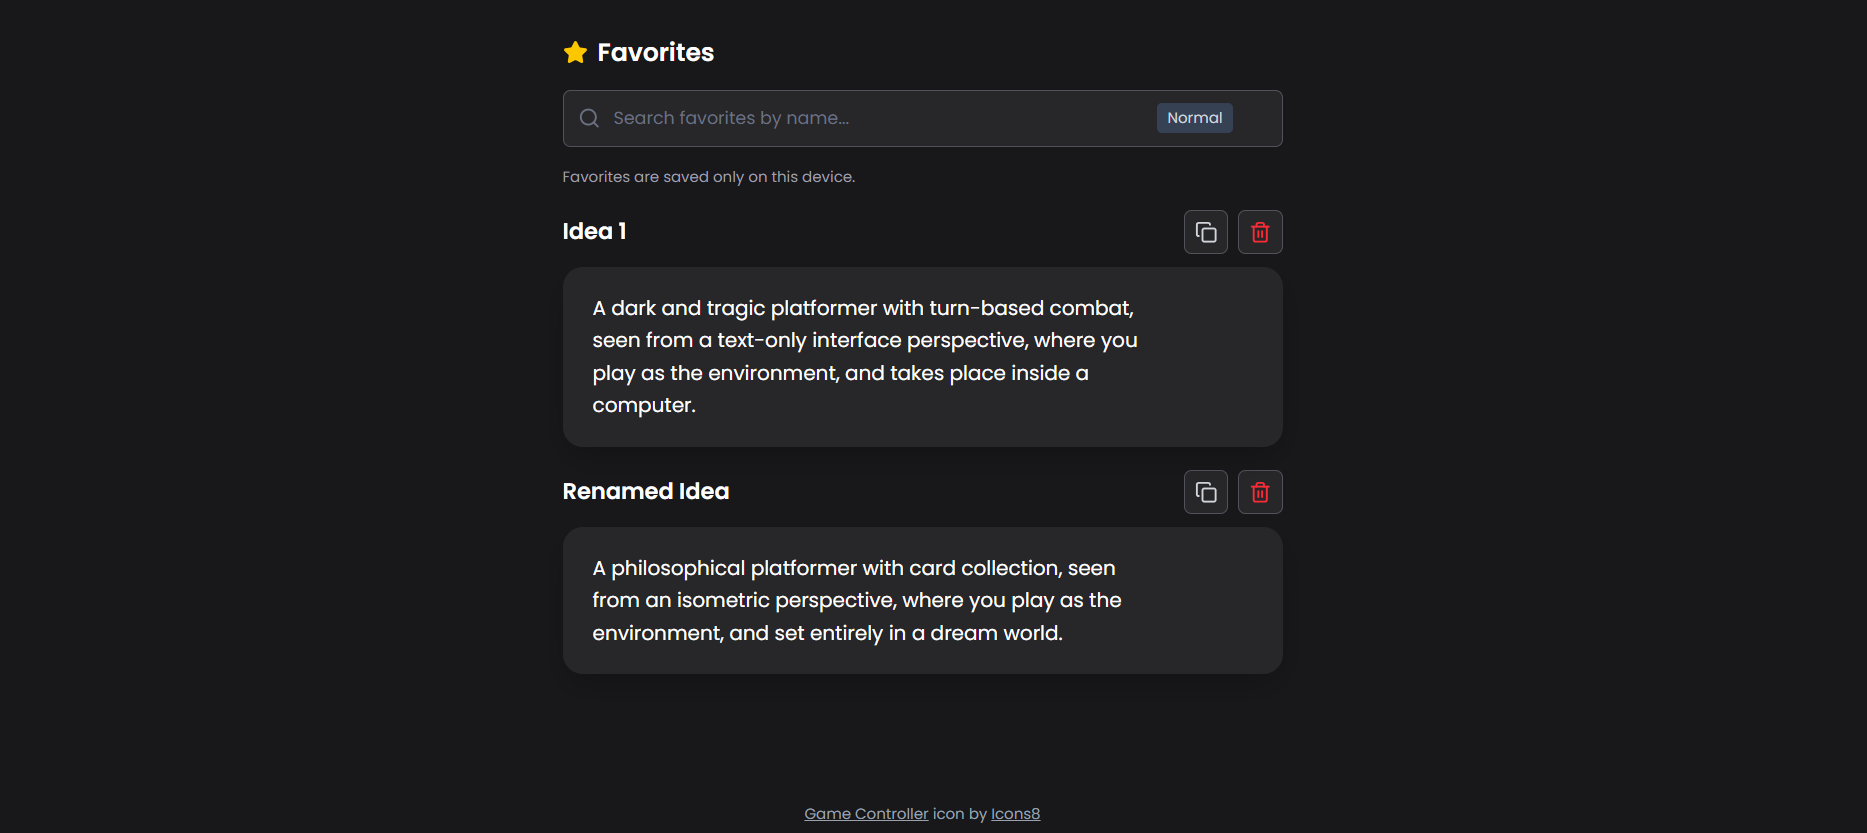 Favorites
Search favorites by name...
Normal
Favorites are saved only on this device.
Idea 1
A dark and tragic platformer with turn-based combat,
seen from a text-only interface perspective, where you
play as the environment, and takes place inside a
computer.
Renamed Idea
A philosophical platformer with card collection, seen
from an isometric perspective, where you play as the
environment, and set entirely in a dream world.
Game Controller icon by Icons8